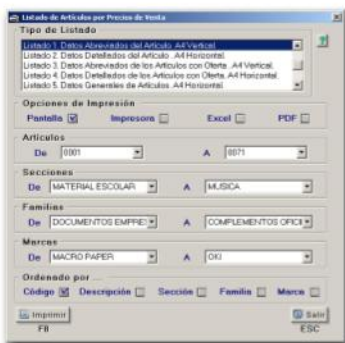 Listado de Artículos por Precios de Venta
Tipo de Listado
Listado 1. Datos Abreviados del Artículo .A4 Vertical.
Listado 2. Datos Detallados del Artículo . A4 Horizontal.
Listado 3. Datos Abreviados de los Artículos con Oferta .A4 Vertical.
Listado 4. Datos Detallados de los Artículos con Oferta. A4 Horizontal.
Listado 5. Datos Generales de Artículos .A4 Horizontal.
Opciones de Impresión
Pantalla Impresora Excel PDF
Artículos
De 0001 A 0071
Secciones
De MATERIAL ESCOLAR A MUSICA
Familias
De DOCUMENTOS EMPRE A COMPLEMENTOS OFICI
Marcas
De MACRO PAPER A OKI
Ordenado por ...
Código Descripción Sección Familia Marca
Imprimir Salir
F8 ESC